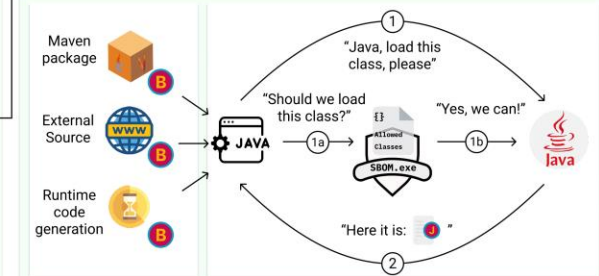 Maven
package
B
External
Source
WWW
B
Runtime
code
generation
B
1
“Java, load this
class, please”
“Should we load
this class?”
JAVA
1a
{}
Allowed
Classes
SBOM.exe
“Yes, we can!”
1b
Java
“Here it is: J ”
2